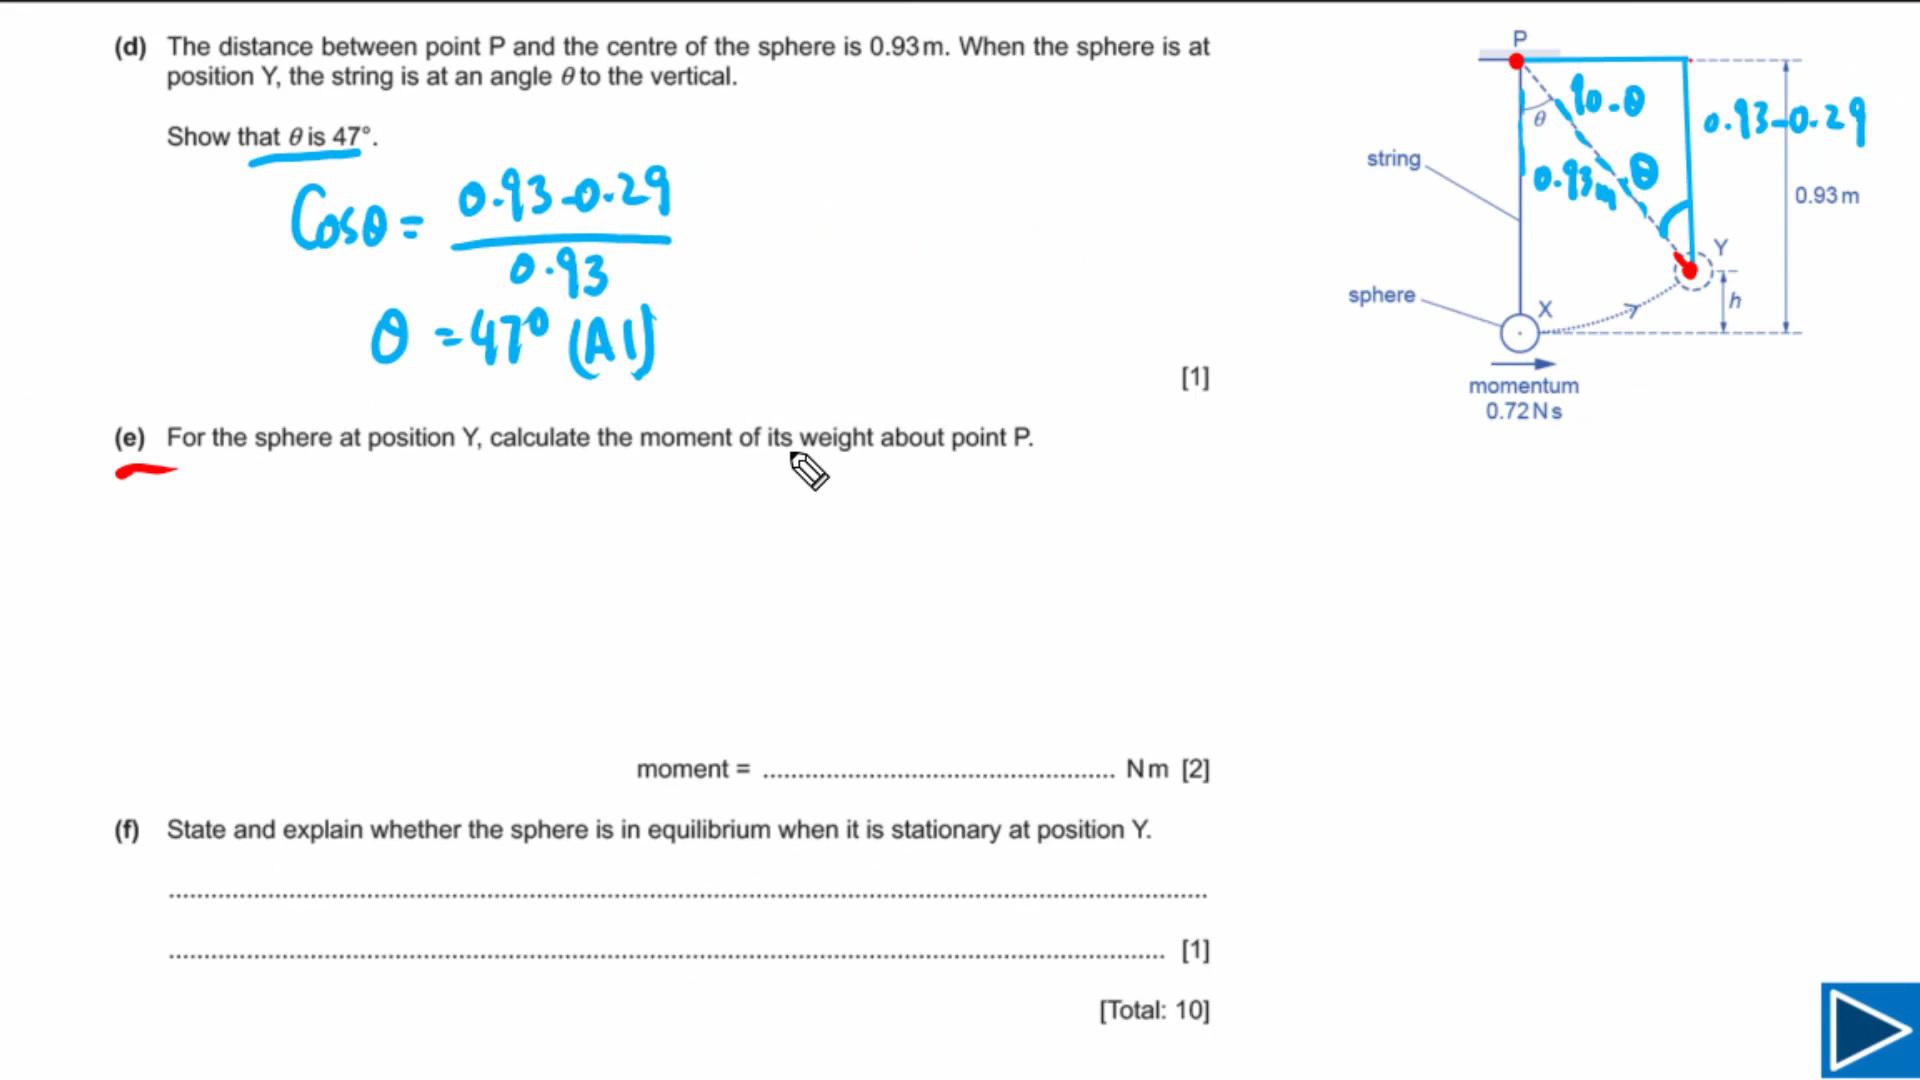 (d) The distance between point P and the centre of the sphere is 0.93 m. When the sphere is at
position Y, the string is at an angle θ to the vertical.
Show that θ is 47°.
Cosθ = 0.93-0.29
0.93
θ = 47° (A1)
[1]
P
90-θ
θ
0.93-0.29
string
0.93m
θ
0.93 m
Y
h
sphere
X
momentum
0.72 N s
(e) For the sphere at position Y, calculate the moment of its weight about point P.
moment = .................................................. N m [2]
(f) State and explain whether the sphere is in equilibrium when it is stationary at position Y.
....................................................................................................
.................................................................................................... [1]
[Total: 10]